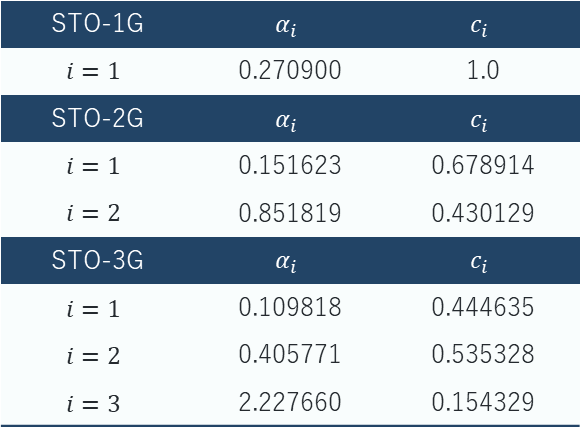 STO-1G αᵢ cᵢ
i = 1 0.270900 1.0
STO-2G αᵢ cᵢ
i = 1 0.151623 0.678914
i = 2 0.851819 0.430129
STO-3G αᵢ cᵢ
i = 1 0.109818 0.444635
i = 2 0.405771 0.535328
i = 3 2.227660 0.154329